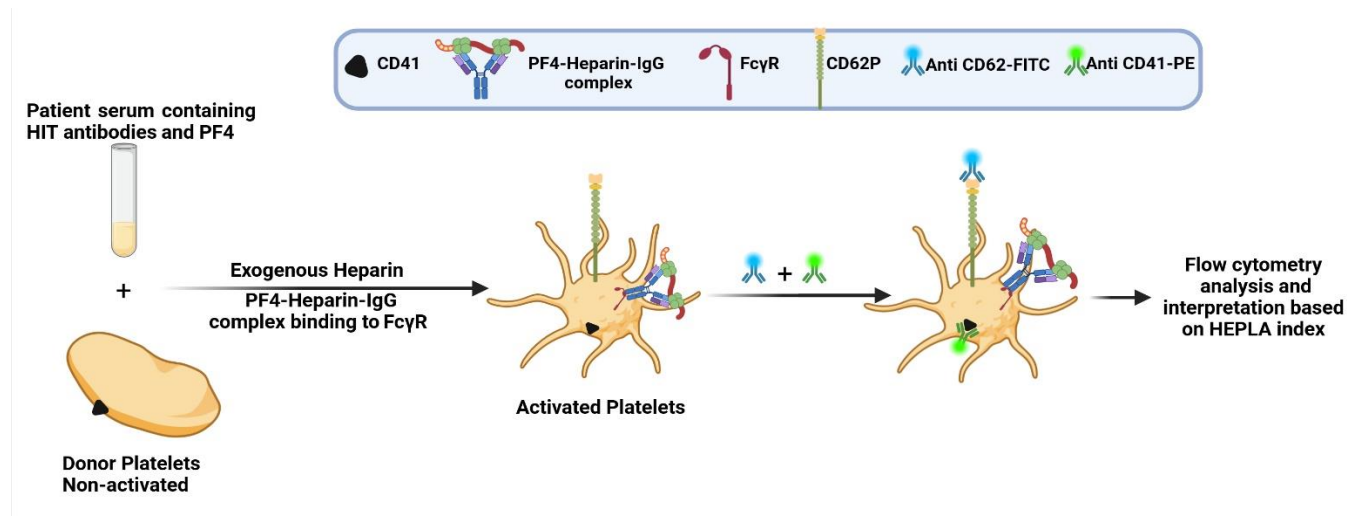 CD41
PF4-Heparin-IgG
complex
FcγR
CD62P
Anti CD62-FITC
Anti CD41-PE
Patient serum containing
HIT antibodies and PF4
+
Exogenous Heparin
PF4-Heparin-IgG
complex binding to FcγR
+
Flow cytometry
analysis and
interpretation based
on HEPLA index
Activated Platelets
Donor Platelets
Non-activated